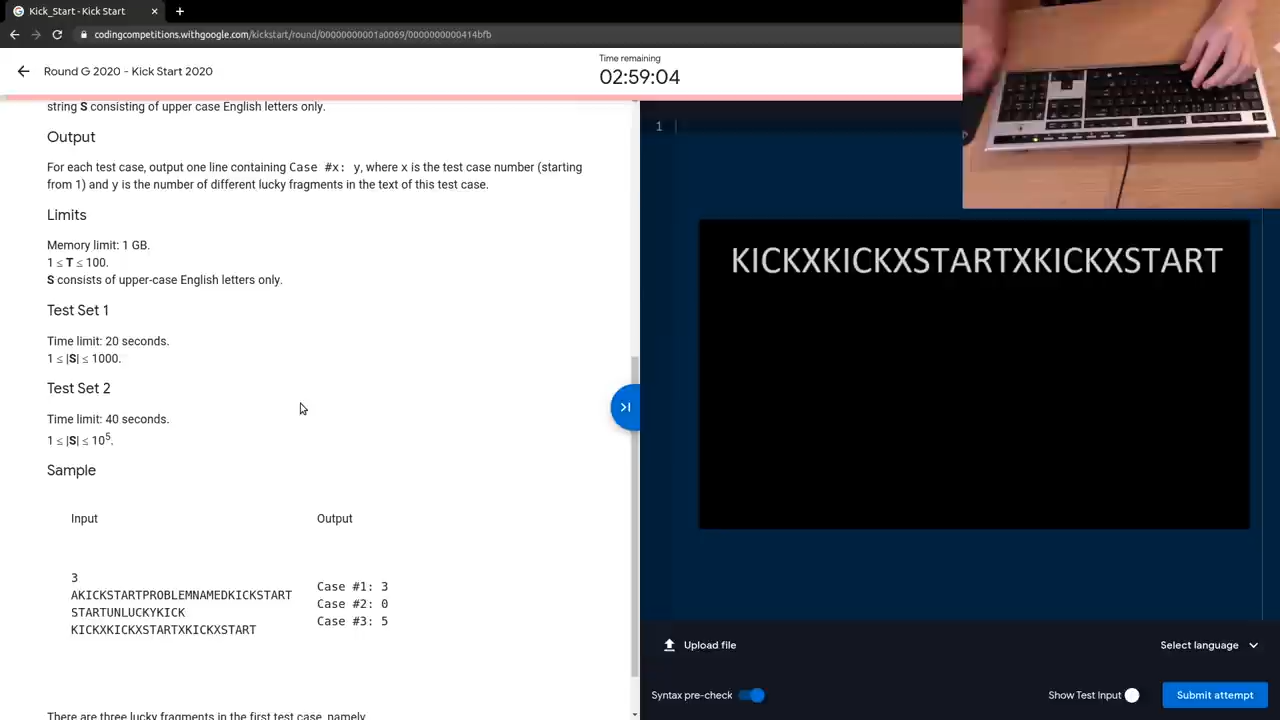 Kick_Start - Kick Start
codingcompetitions.withgoogle.com/kickstart/round/00000000001a0069/0000000000414bfb
Round G 2020 - Kick Start 2020
Time remaining
02:59:04
string S consisting of upper case English letters only.
Output
For each test case, output one line containing Case #x: y, where x is the test case number (starting
from 1) and y is the number of different lucky fragments in the text of this test case.
Limits
Memory limit: 1 GB.
1 ≤ T ≤ 100.
S consists of upper-case English letters only.
Test Set 1
Time limit: 20 seconds.
1 ≤ |S| ≤ 1000.
Test Set 2
Time limit: 40 seconds.
1 ≤ |S| ≤ 10⁵.
Sample
Input Output
3
AKICKSTARTPROBLEMNAMEDKICKSTART
STARTUNLUCKYKICK
KICKXKICKXSTARTXKICKXSTART
Case #1: 3
Case #2: 0
Case #3: 5
There are three lucky fragments in the first test case, namely
1
KICKXKICKXSTARTXKICKXSTART
Upload file
Select language
Syntax pre-check
Show Test Input
Submit attempt